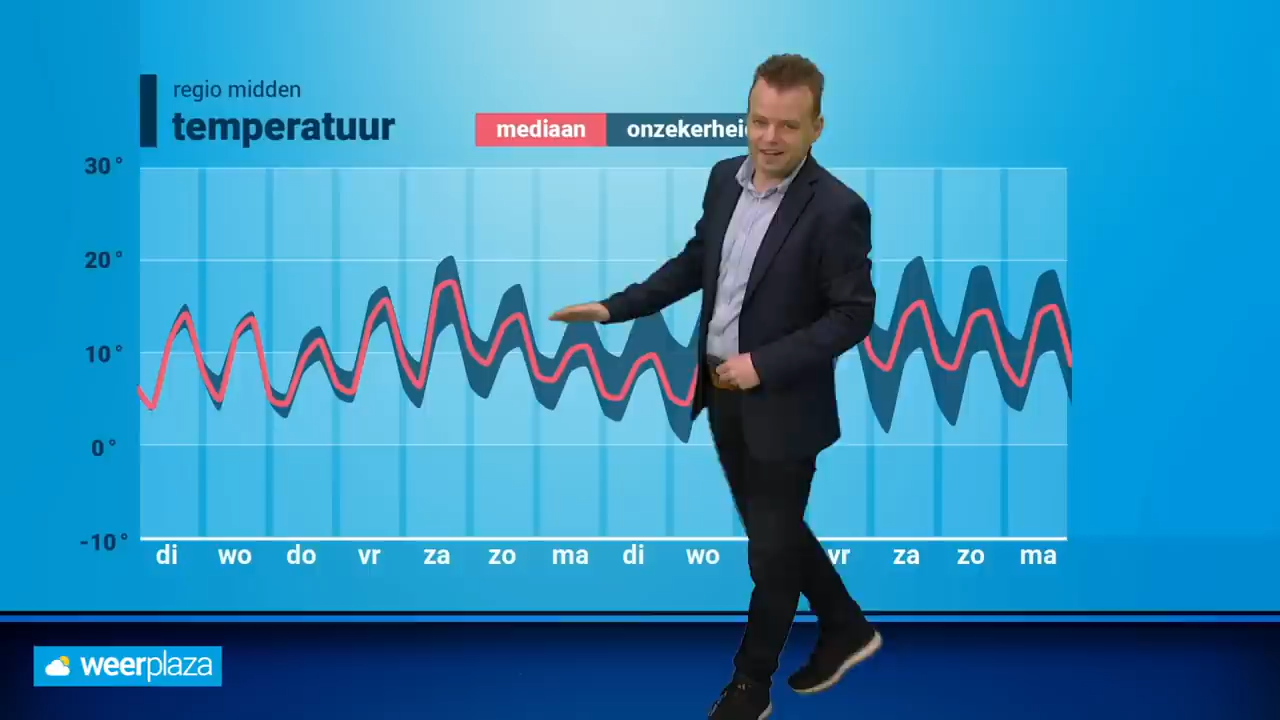 regio midden
temperatuur
mediaan onzekerhei
30°
20°
10°
0°
-10°
di wo do vr za zo ma di wo vr za zo ma
weerplaza